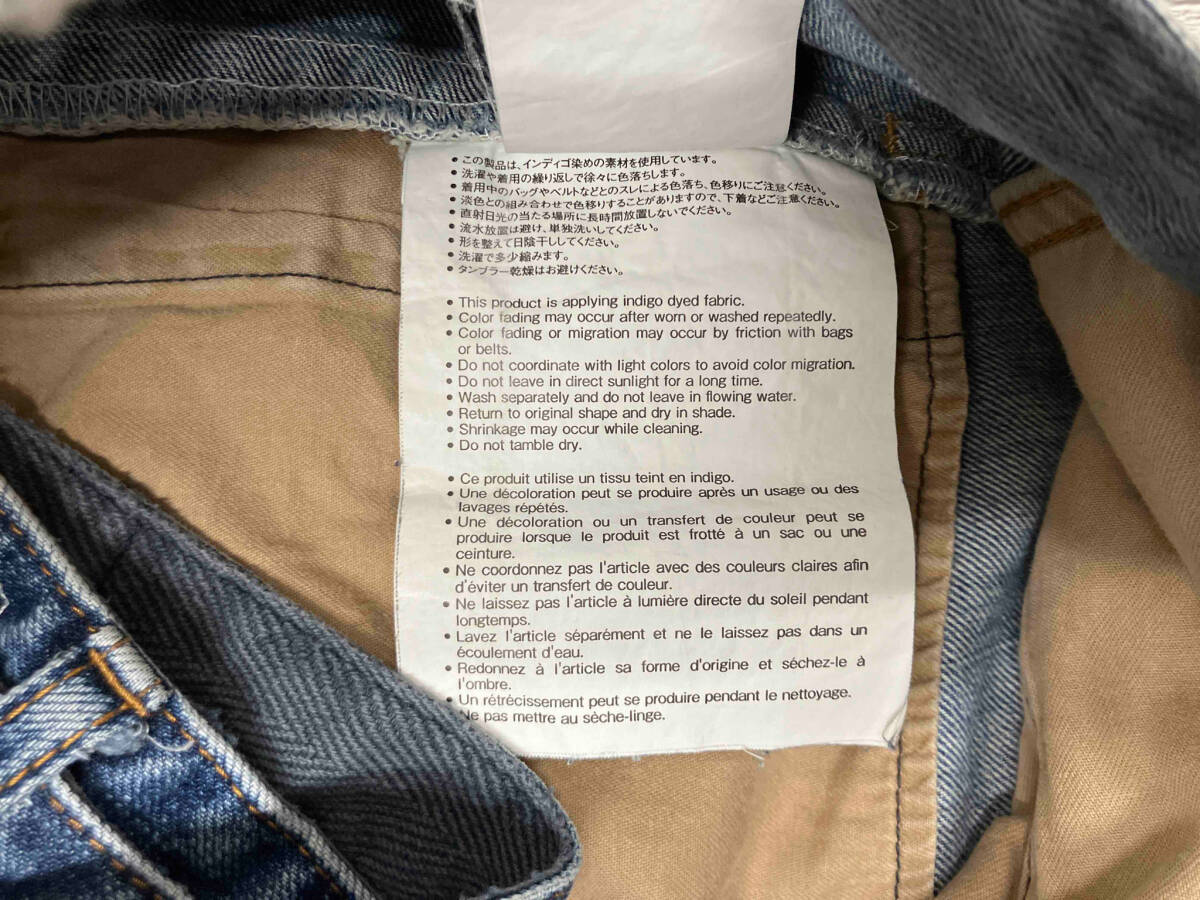 • この製品は、インディゴ染めの素材を使用しています。
• 洗濯や着用の繰り返しで徐々に色落ちします。
• 着用中のバッグやベルトなどとのスレによる色落ち、色移りにご注意ください。
• 淡色との組み合わせで色移りすることがありますので、下着などご注意ください。
• 直射日光の当たる場所に長時間放置しないでください。
• 流水放置は避け、単独洗いしてください。
• 形を整えて日陰干ししてください。
• 洗濯で多少縮みます。
• タンブラー乾燥はお避けください。
• This product is applying indigo dyed fabric.
• Color fading may occur after worn or washed repeatedly.
• Color fading or migration may occur by friction with bags
or belts.
• Do not coordinate with light colors to avoid color migration.
• Do not leave in direct sunlight for a long time.
• Wash separately and do not leave in flowing water.
• Return to original shape and dry in shade.
• Shrinkage may occur while cleaning.
• Do not tamble dry.
• Ce produit utilise un tissu teint en indigo.
• Une décoloration peut se produire après un usage ou des
lavages répétés.
• Une décoloration ou un transfert de couleur peut se
produire lorsque le produit est frotté à un sac ou une
ceinture.
• Ne coordonnez pas l'article avec des couleurs claires afin
d'éviter un transfert de couleur.
• Ne laissez pas l'article à lumière directe du soleil pendant
longtemps.
• Lavez l'article séparément et ne le laissez pas dans un
écoulement d'eau.
• Redonnez à l'article sa forme d'origine et séchez-le à
l'ombre.
• Un rétrécissement peut se produire pendant le nettoyage.
Ne pas mettre au sèche-linge.